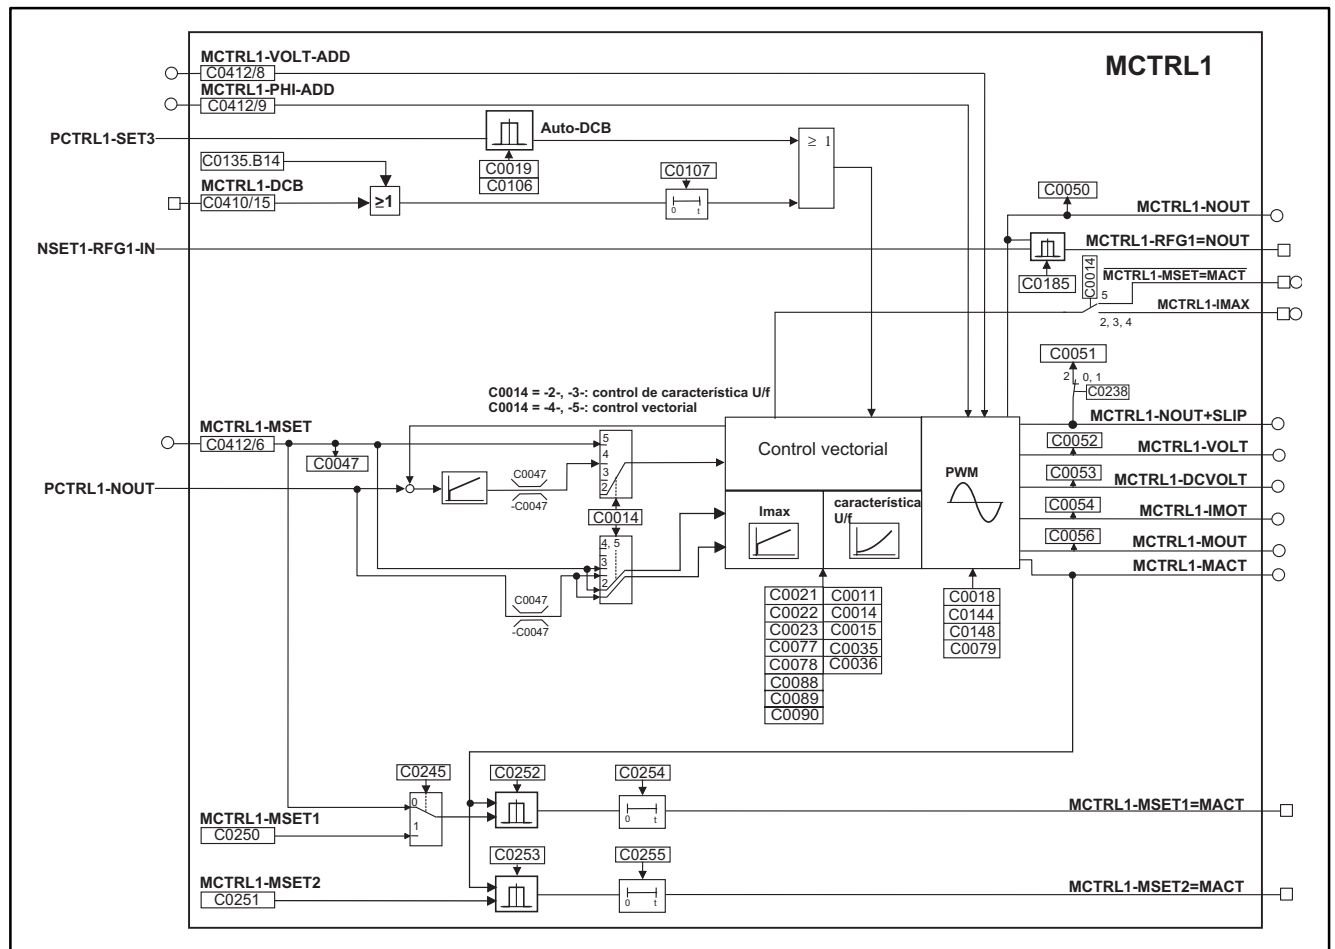 MCTRL1
MCTRL1-VOLT-ADD
C0412/8
MCTRL1-PHI-ADD
C0412/9
PCTRL1-SET3
Auto-DCB
C0019
C0106
≥ 1
C0135.B14
MCTRL1-DCB
C0410/15
≥1
C0107
0 t
C0050
MCTRL1-NOUT
NSET1-RFG1-IN
MCTRL1-RFG1=NOUT
C0185
C0014
MCTRL1-MSET=MACT
5
MCTRL1-IMAX
2, 3, 4
C0051
2 0, 1
C0238
C0014 = -2-, -3-: control de característica U/f
C0014 = -4-, -5-: control vectorial
MCTRL1-NOUT+SLIP
MCTRL1-MSET
C0412/6
C0047
5
4
3
2
Control vectorial
C0052
MCTRL1-VOLT
PCTRL1-NOUT
C0047
-C0047
C0014
PWM
C0053
MCTRL1-DCVOLT
Imax
característica
U/f
C0054
MCTRL1-IMOT
4, 5
3
2
C0056
MCTRL1-MOUT
MCTRL1-MACT
C0047
-C0047
C0021 C0011
C0022 C0014
C0023 C0015
C0077 C0035
C0078 C0036
C0088
C0089
C0090
C0018
C0144
C0148
C0079
C0245
C0252
C0254
0
1
0 t
MCTRL1-MSET1=MACT
MCTRL1-MSET1
C0250
C0253
C0255
0 t
MCTRL1-MSET2
C0251
MCTRL1-MSET2=MACT